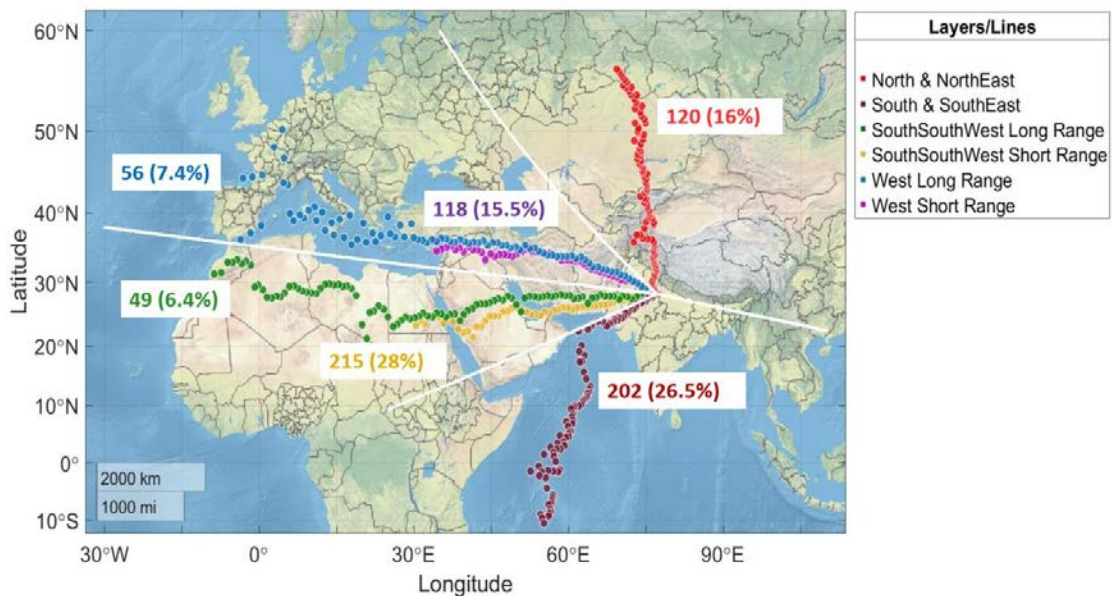 60°N
50°N
40°N
30°N
20°N
10°N
0°
10°S
Latitude
30°W
0°
30°E
60°E
90°E
Longitude
120 (16%)
56 (7.4%)
118 (15.5%)
49 (6.4%)
215 (28%)
202 (26.5%)
2000 km
1000 mi
Layers/Lines
North & NorthEast
South & SouthEast
SouthSouthWest Long Range
SouthSouthWest Short Range
West Long Range
West Short Range